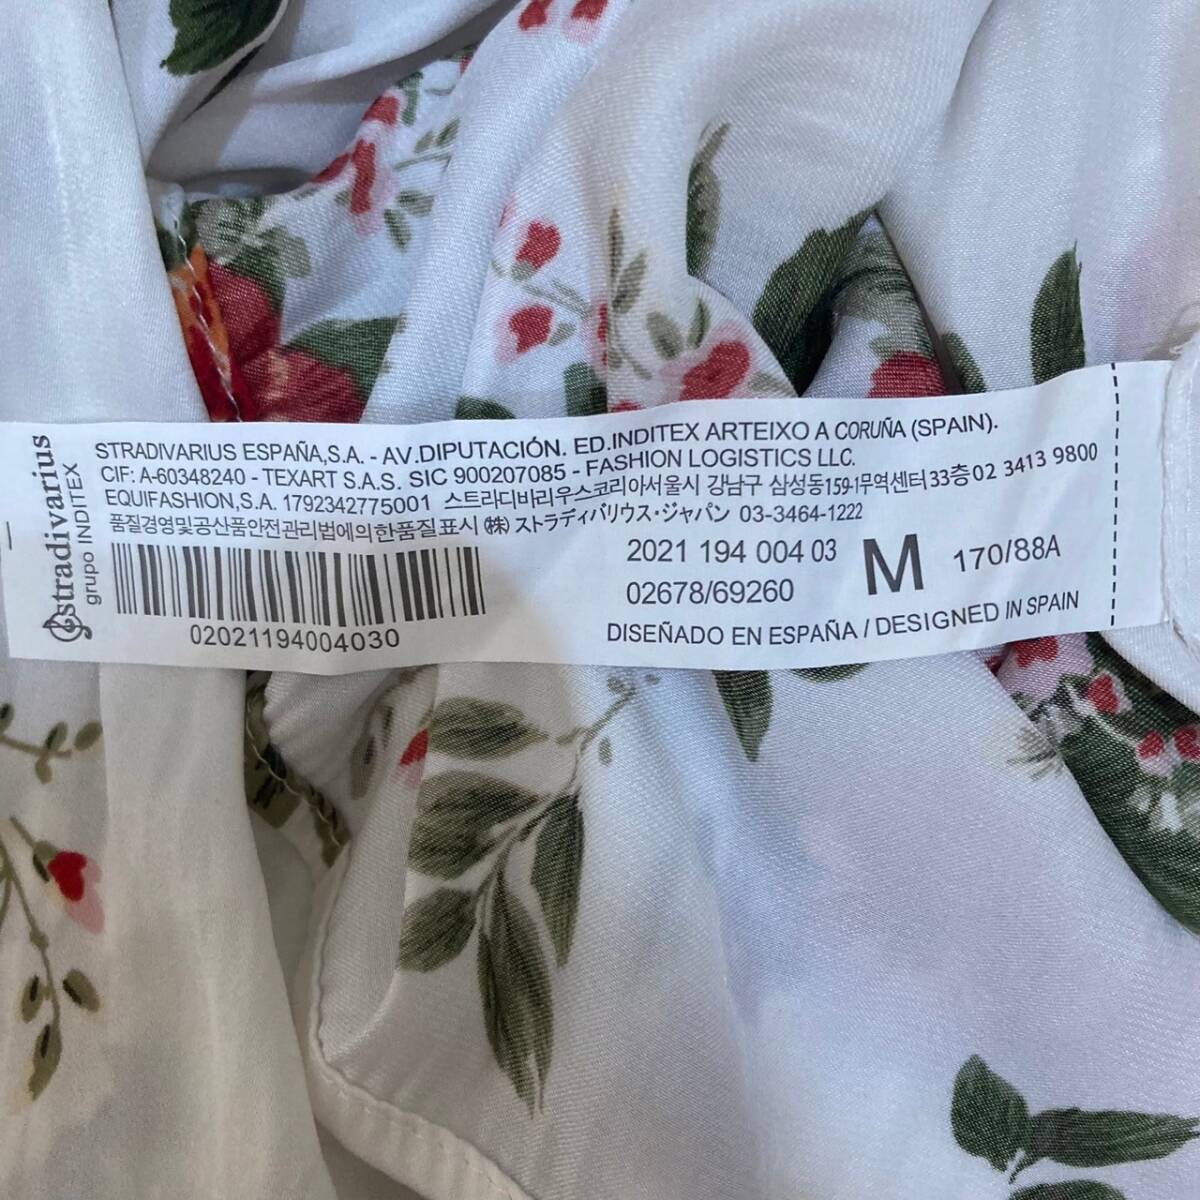 stradivarius
grupo INDITEX
STRADIVARIUS ESPAÑA,S.A. - AV.DIPUTACIÓN. ED.INDITEX ARTEIXO A CORUÑA (SPAIN).
CIF: A-60348240 - TEXART S.A.S. SIC 900207085 - FASHION LOGISTICS LLC.
EQUIFASHION,S.A. 1792342775001 스트라디바리우스코리아서울시 강남구 삼성동159-1무역센터33층02 3413 9800
품질경영및공산품안전관리법에의한품질표시 ㈱ ストラディバリウス・ジャパン 03-3464-1222
02021194004030
2021 194 004 03
02678/69260
M
170/88A
DISEÑADO EN ESPAÑA / DESIGNED IN SPAIN